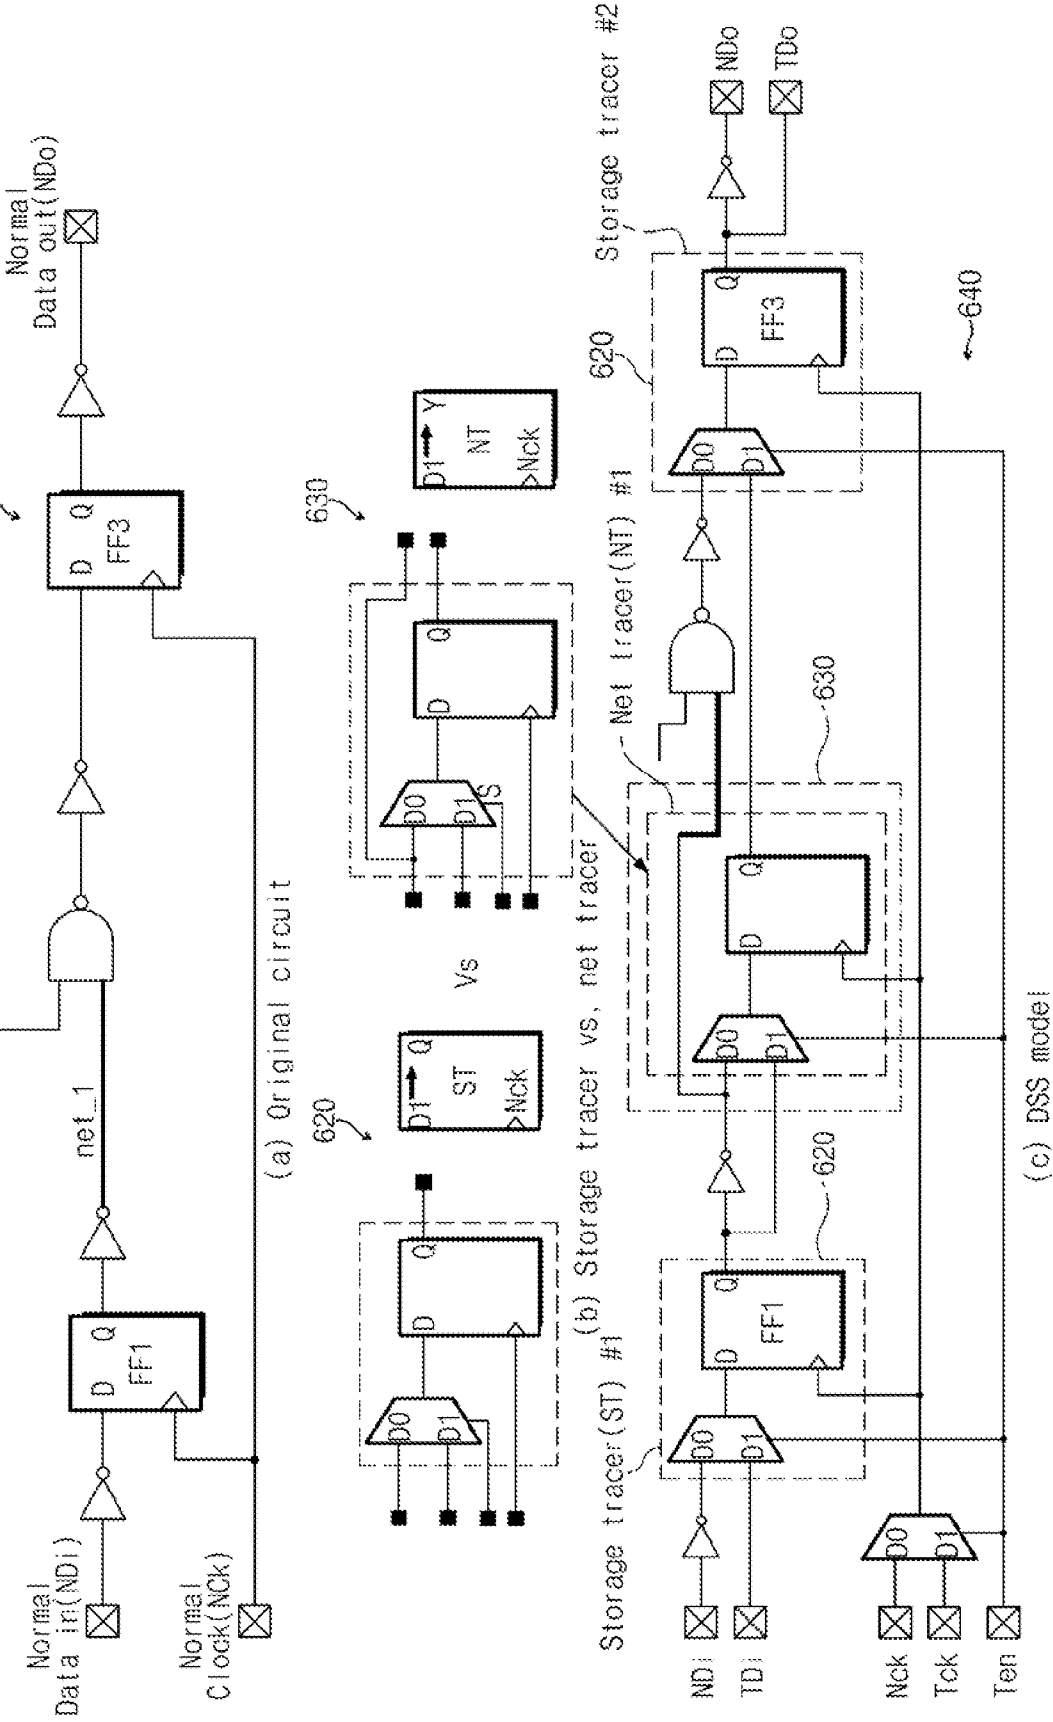 Normal
Data in(NDi)
Normal
Clock(NCk)
D
Q
FF1
net_1
D
Q
FF3
Normal
Data out(NDo)
(a) Original circuit
D0
D1
D
Q
620
D1
Q
ST
Nck
Vs
D0
D1
S
D
Q
630
D1
Y
NT
Nck
(b) Storage tracer vs, net tracer
Storage tracer(ST) #1
NDi
TDi
D0
D1
D
Q
FF1
620
Net tracer(NT) #1
D0
D1
D
Q
630
Storage tracer #2
620
D0
D1
D
Q
FF3
NDo
TDo
640
Nck
Tck
Ten
D0
D1
(c) DSS model